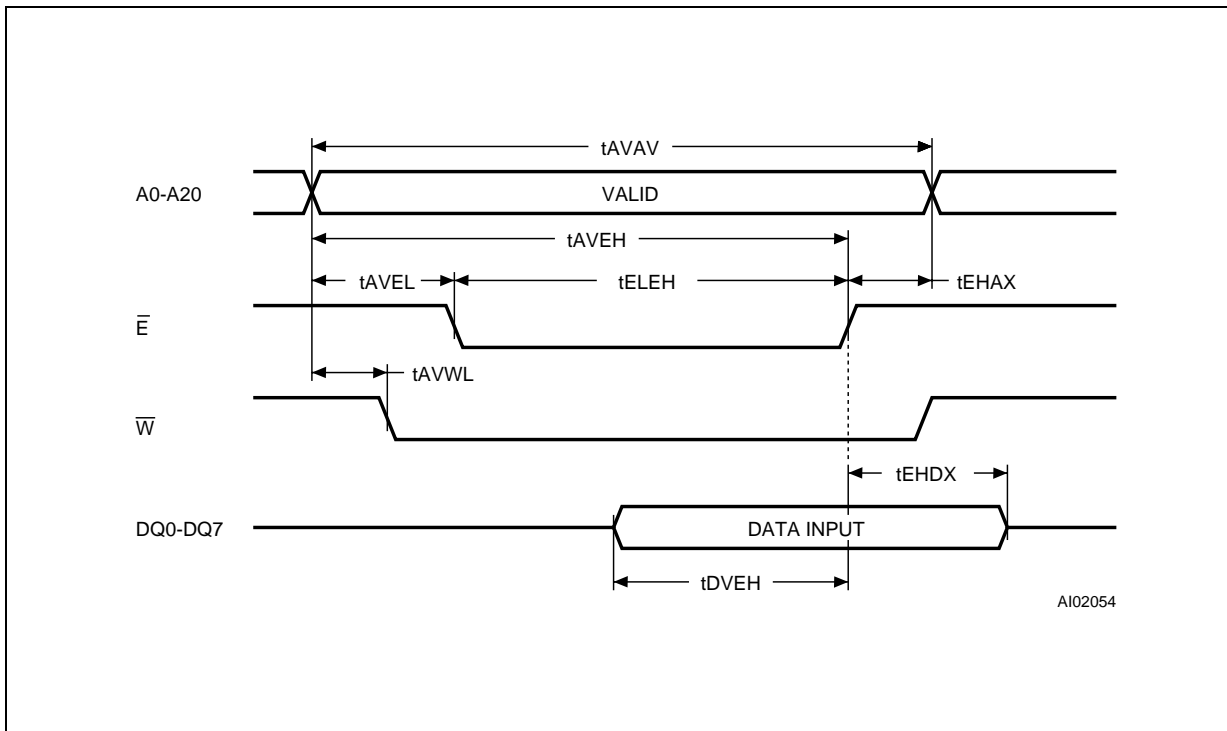 tAVAV
A0-A20
VALID
tAVEH
tAVEL
tELEH
tEHAX
E̅
tAVWL
W̅
tEHDX
DQ0-DQ7
DATA INPUT
tDVEH
AI02054